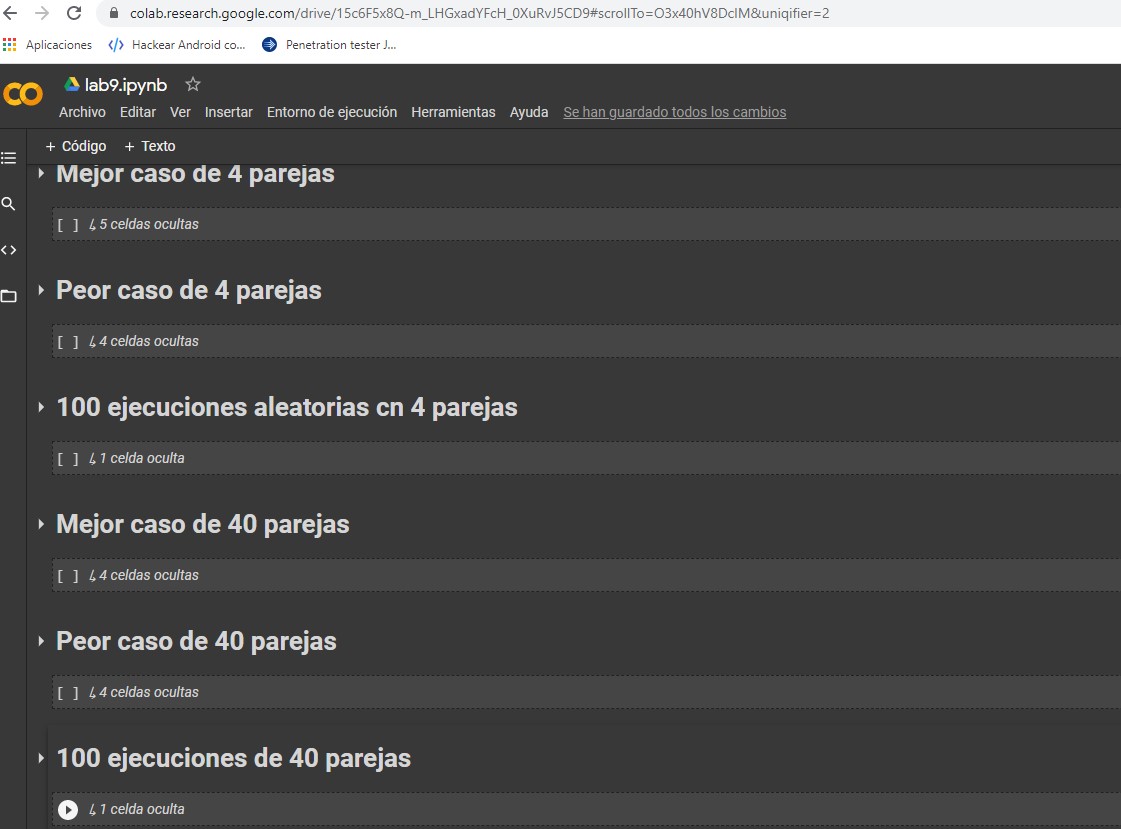 colab.research.google.com/drive/15c6F5x8Q-m_LHGxadYFcH_0XuRvJ5CD9#scrollTo=O3x40hV8DcIM&uniqifier=2
Aplicaciones Hackear Android co... Penetration tester J...
lab9.ipynb
Archivo Editar Ver Insertar Entorno de ejecución Herramientas Ayuda Se han guardado todos los cambios
+ Código + Texto
Mejor caso de 4 parejas
[ ] ↳ 5 celdas ocultas
Peor caso de 4 parejas
[ ] ↳ 4 celdas ocultas
100 ejecuciones aleatorias cn 4 parejas
[ ] ↳ 1 celda oculta
Mejor caso de 40 parejas
[ ] ↳ 4 celdas ocultas
Peor caso de 40 parejas
[ ] ↳ 4 celdas ocultas
100 ejecuciones de 40 parejas
↳ 1 celda oculta